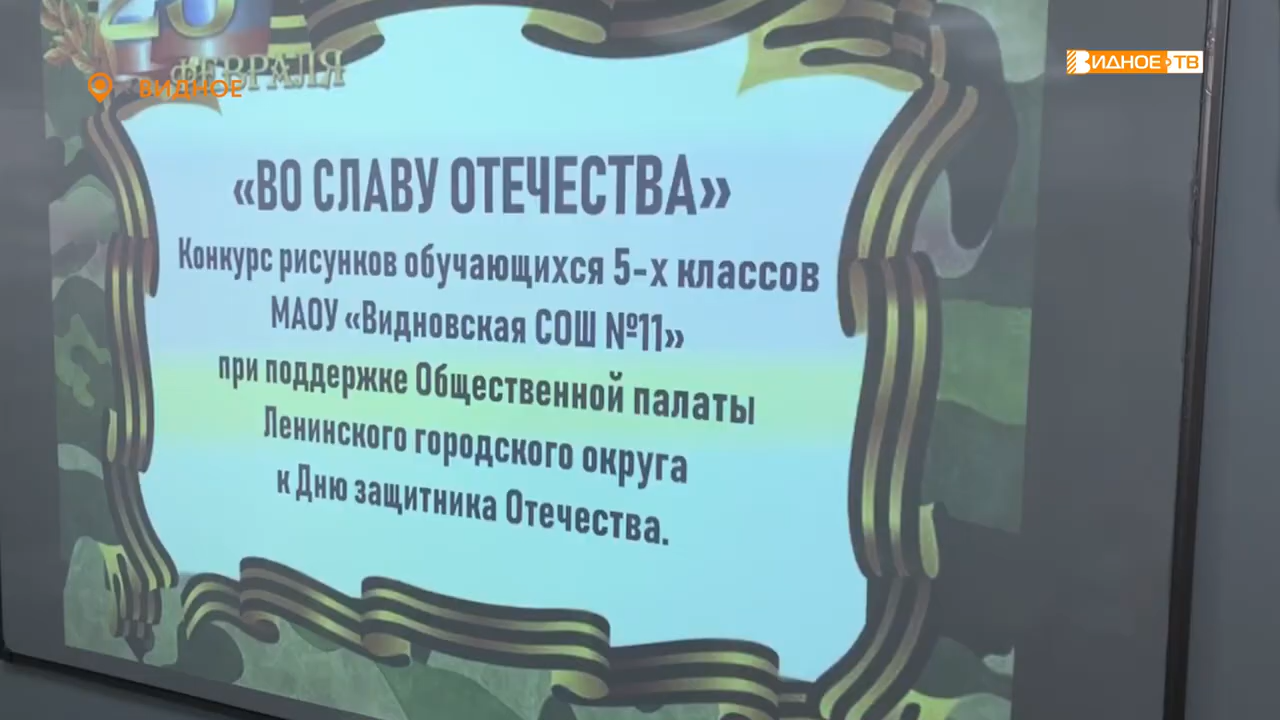 23
ФЕВРАЛЯ
ВИДНОЕ
ВИДНОЕ ТВ
«ВО СЛАВУ ОТЕЧЕСТВА»
Конкурс рисунков обучающихся 5-х классов
МАОУ «Видновская СОШ №11»
при поддержке Общественной палаты
Ленинского городского округа
к Дню защитника Отечества.